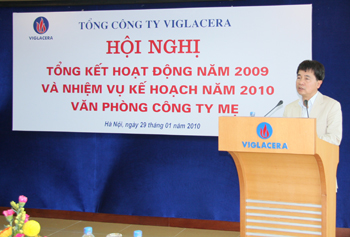 TỔNG CÔNG TY VIGLACERA
VIGLACERA
HỘI NGHỊ
TỔNG KẾT HOẠT ĐỘNG NĂM 2009
VÀ NHIỆM VỤ KẾ HOẠCH NĂM 2010
VĂN PHÒNG CÔNG TY MẸ
Hà Nội, ngày 29 tháng 01 năm 2010
VIGLACERA